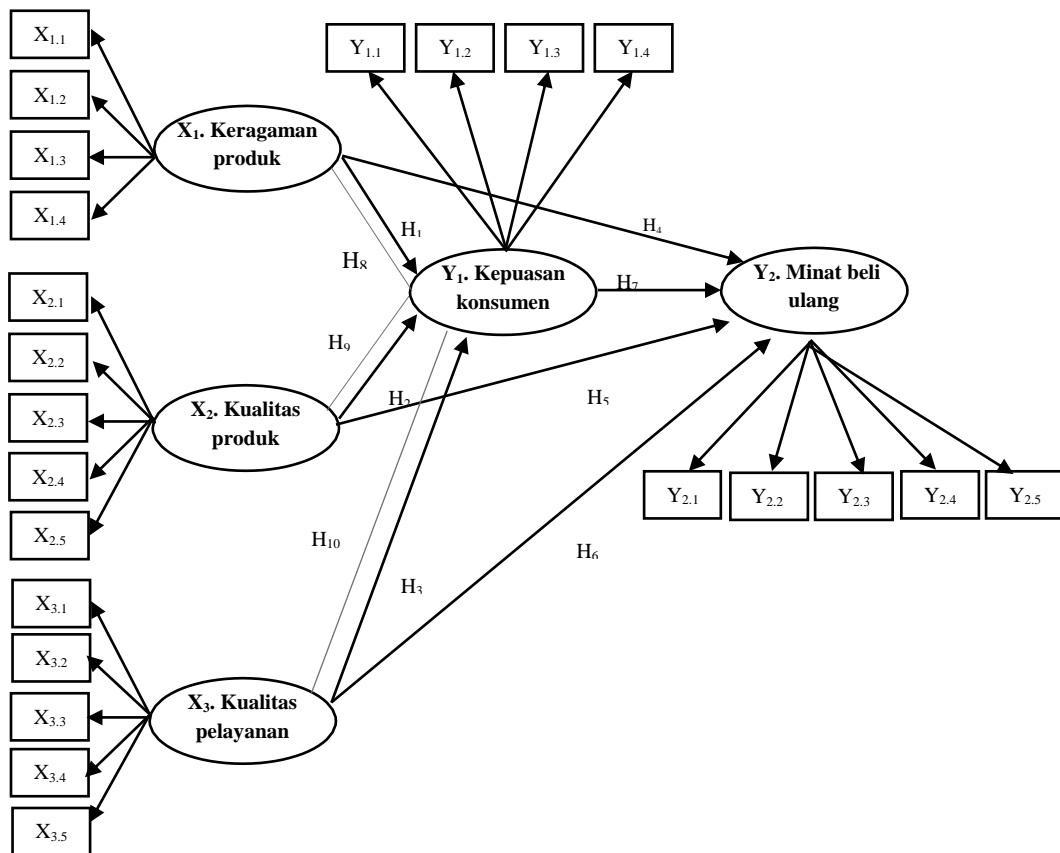 X1.1
X1.2
X1.3
X1.4
Y1.1
Y1.2
Y1.3
Y1.4
X1. Keragaman
produk
H1
H4
H8
Y1. Kepuasan
konsumen
H7
Y2. Minat beli
ulang
X2.1
X2.2
X2.3
X2.4
X2.5
H9
X2. Kualitas
produk
H2
H5
Y2.1
Y2.2
Y2.3
Y2.4
Y2.5
H10
H6
H3
X3.1
X3.2
X3.3
X3.4
X3.5
X3. Kualitas
pelayanan